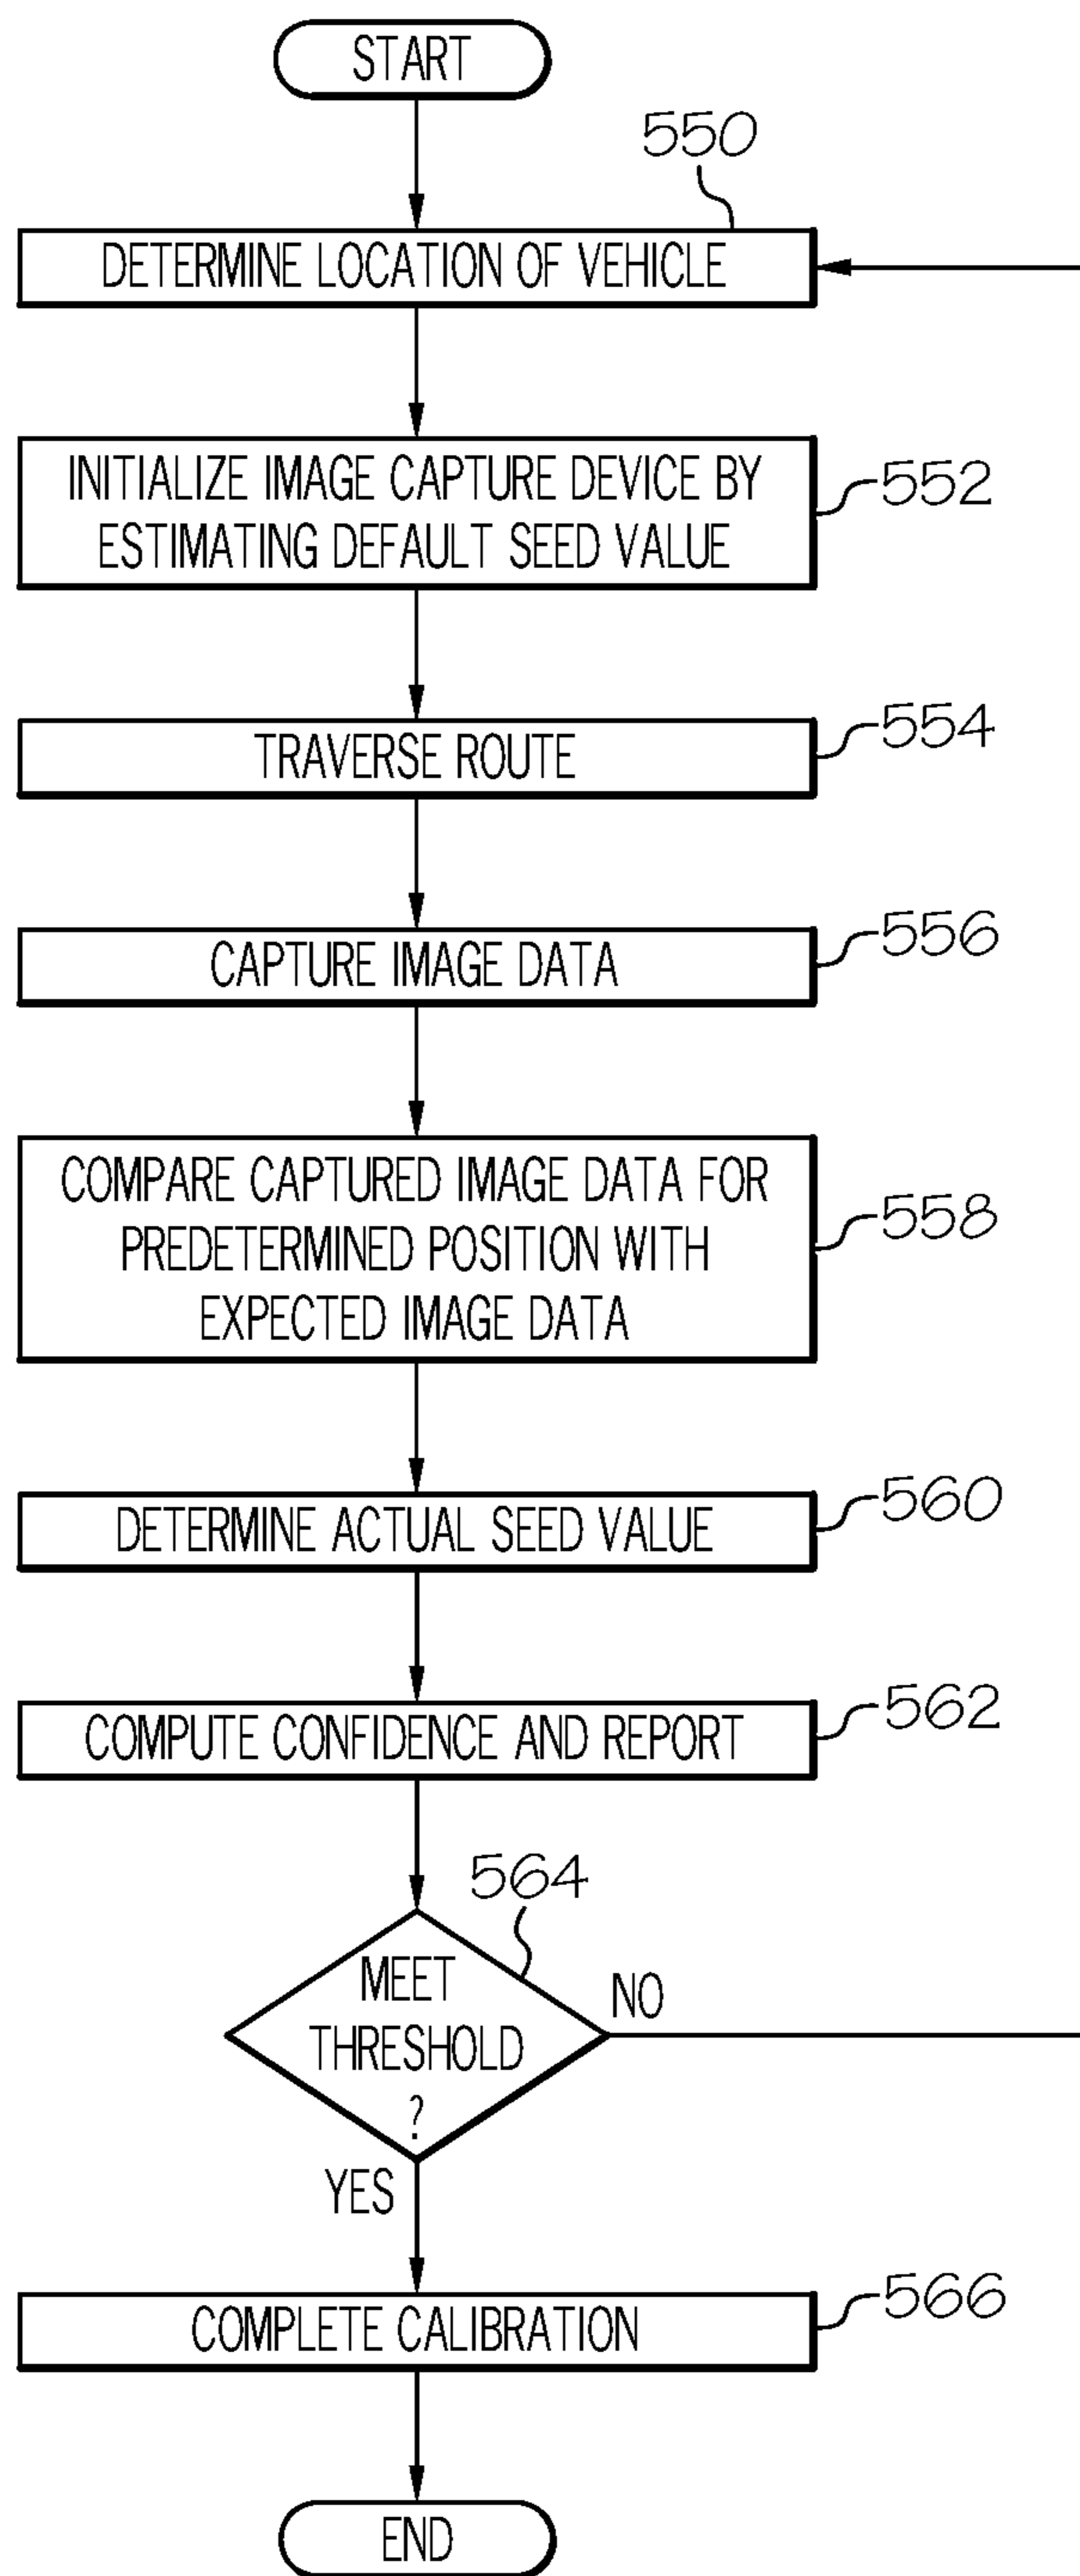 START
550
DETERMINE LOCATION OF VEHICLE
INITIALIZE IMAGE CAPTURE DEVICE BY
ESTIMATING DEFAULT SEED VALUE
552
TRAVERSE ROUTE
554
CAPTURE IMAGE DATA
556
COMPARE CAPTURED IMAGE DATA FOR
PREDETERMINED POSITION WITH
EXPECTED IMAGE DATA
558
DETERMINE ACTUAL SEED VALUE
560
COMPUTE CONFIDENCE AND REPORT
562
564
MEET
THRESHOLD
?
NO
YES
COMPLETE CALIBRATION
566
END